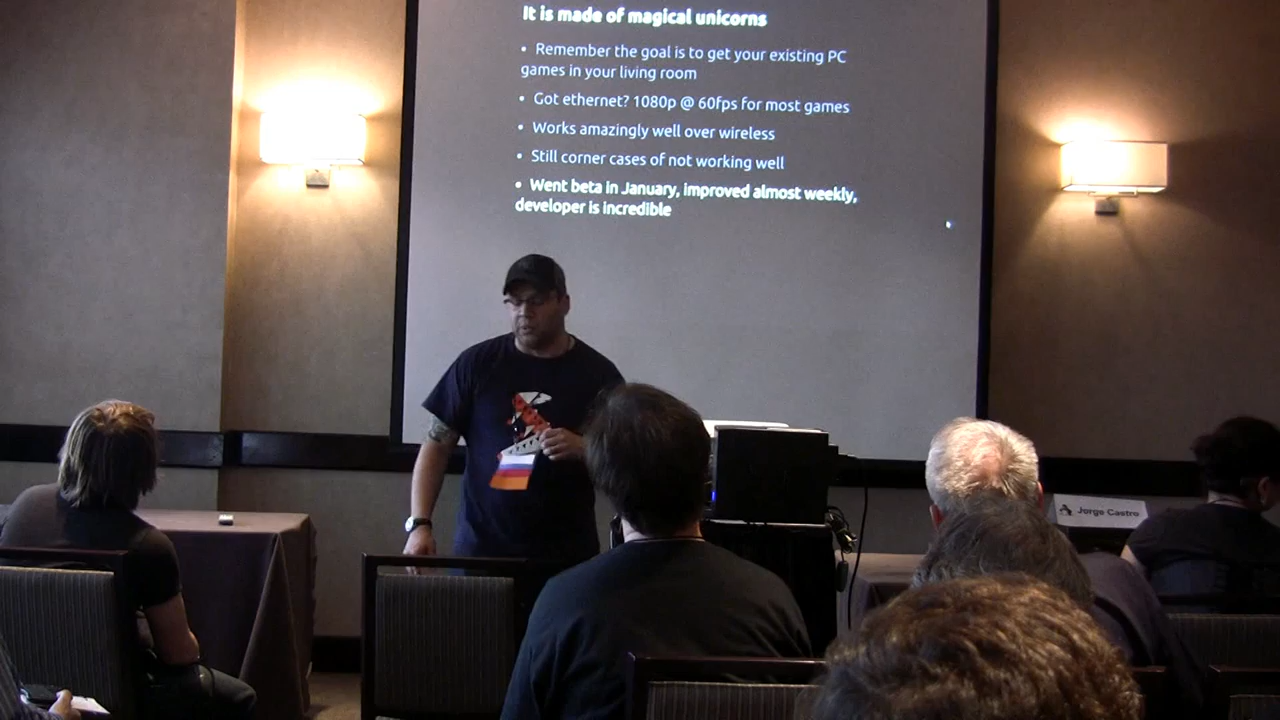 It is made of magical unicorns
• Remember the goal is to get your existing PC
games in your living room
• Got ethernet? 1080p @ 60fps for most games
• Works amazingly well over wireless
• Still corner cases of not working well
• Went beta in January, improved almost weekly,
developer is incredible
Jorge Castro